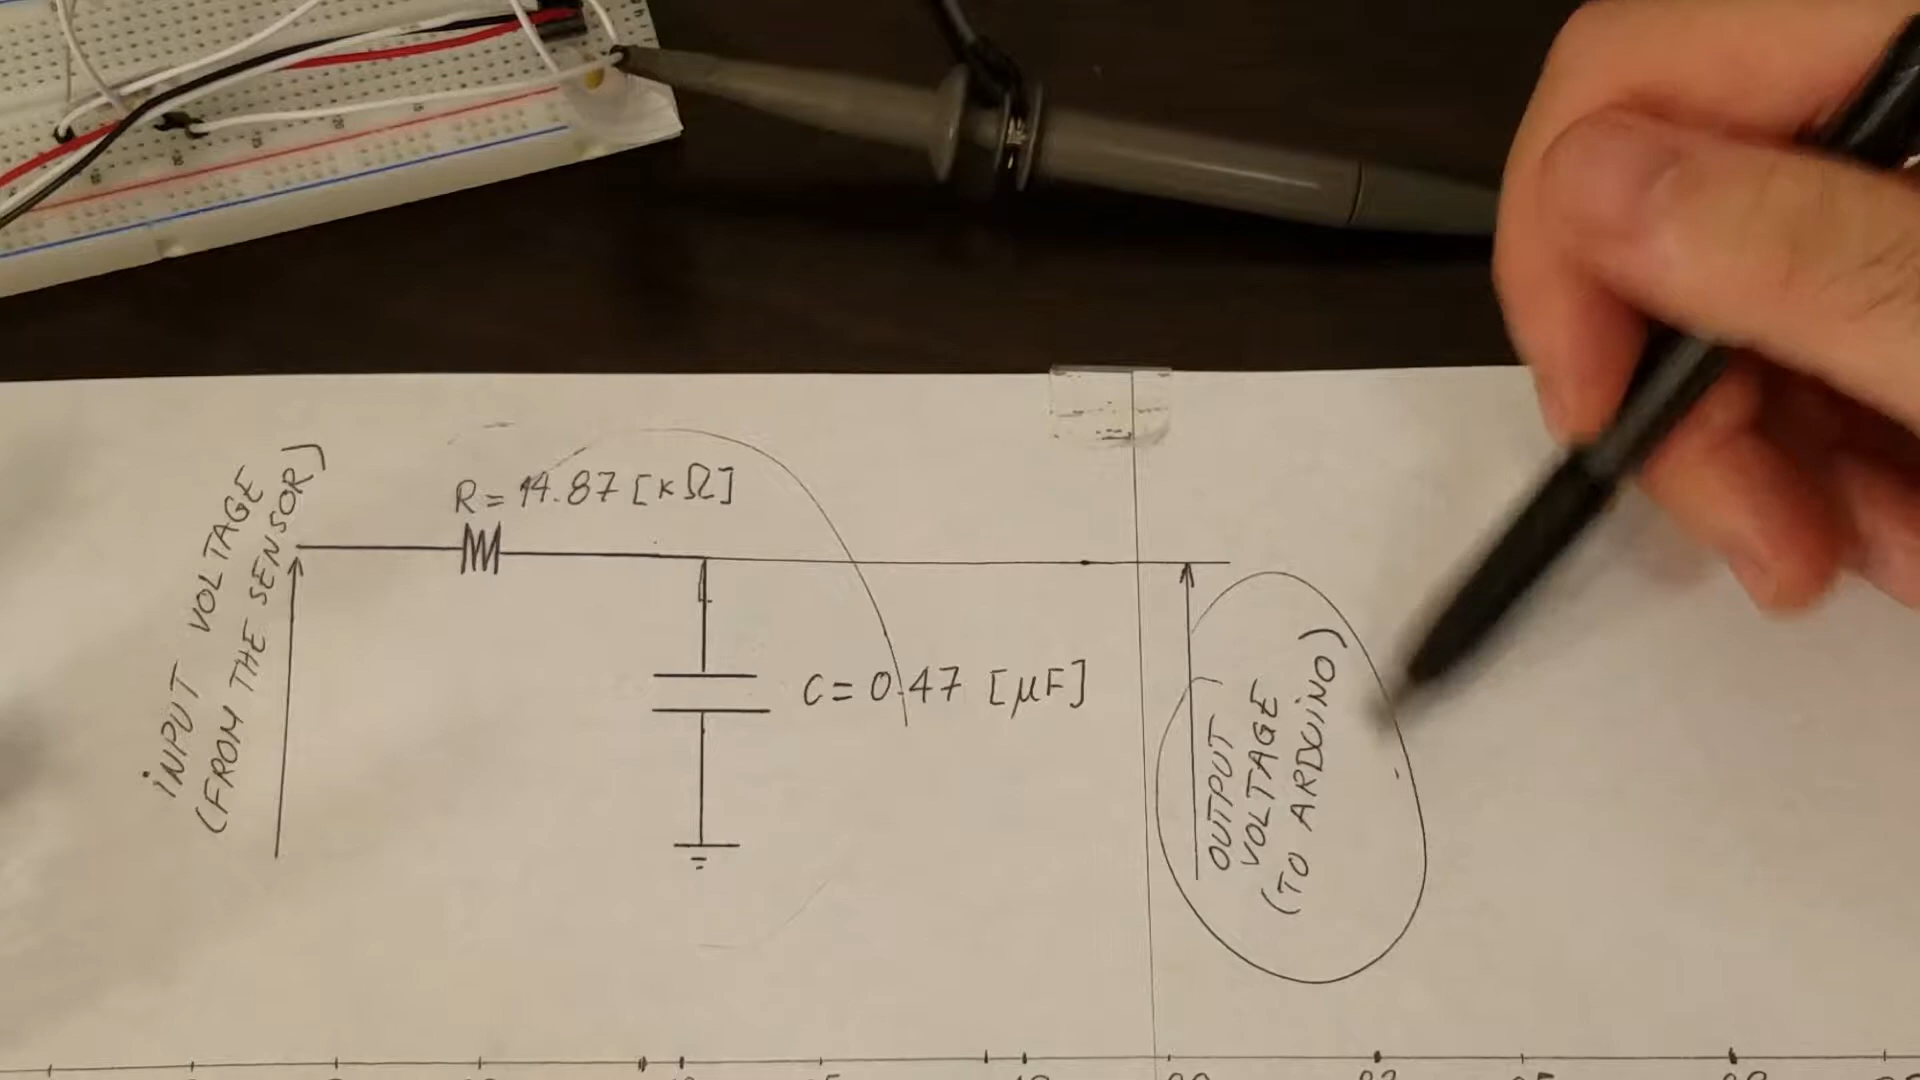 INPUT VOLTAGE
(FROM THE SENSOR)
R = 14.87 [KΩ]
C = 0.47 [μF]
OUTPUT
VOLTAGE
(TO ARDUiNO)